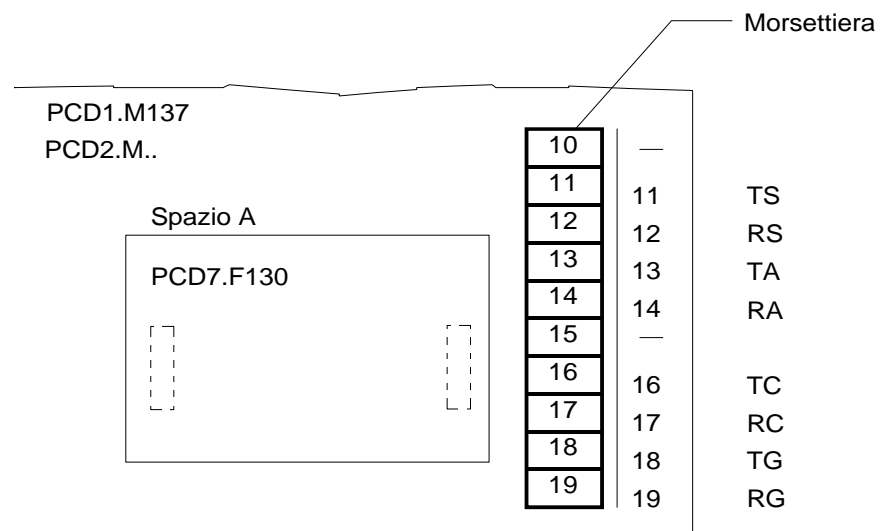 Morsettiera
PCD1.M137
PCD2.M..
10 —
11 11 TS
Spazio A
12 12 RS
13 13 TA
PCD7.F130
14 14 RA
15 —
16 16 TC
17 17 RC
18 18 TG
19 19 RG